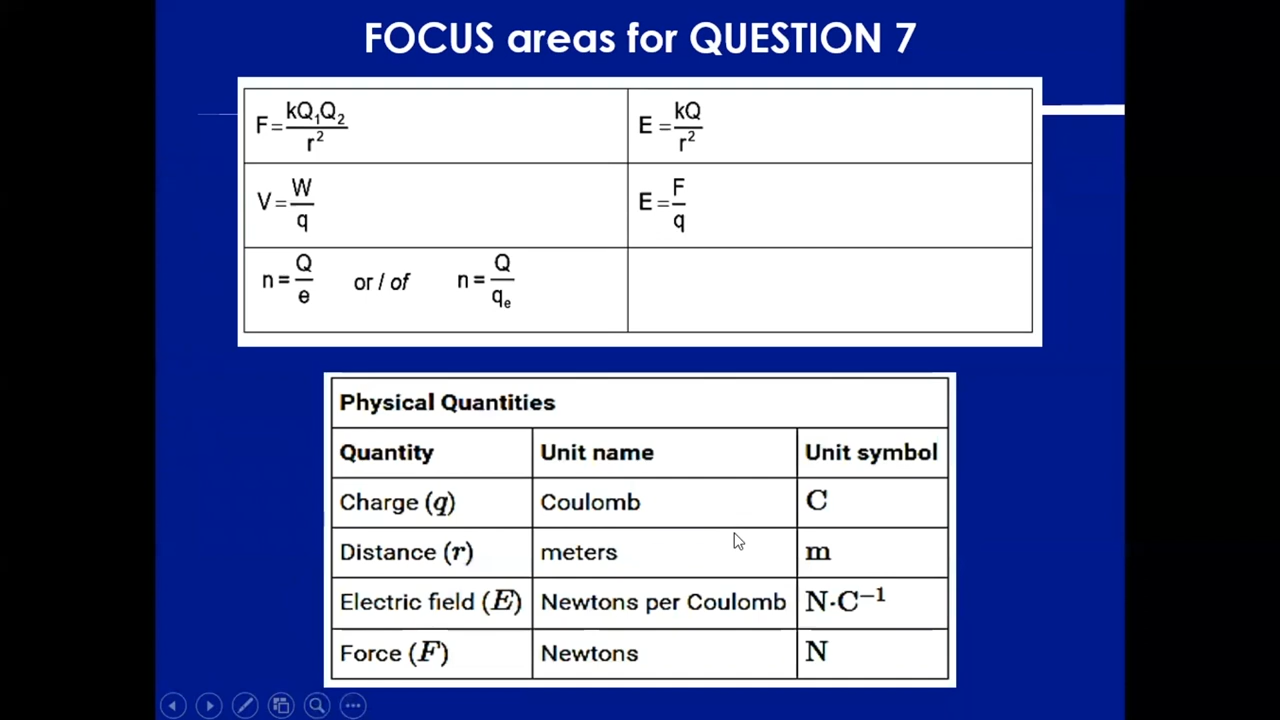 FOCUS areas for QUESTION 7
F = kQ₁Q₂ / r²
E = kQ / r²
V = W / q
E = F / q
n = Q / e or / of n = Q / qₑ
Physical Quantities
Quantity Unit name Unit symbol
Charge (q) Coulomb C
Distance (r) meters m
Electric field (E) Newtons per Coulomb N·C⁻¹
Force (F) Newtons N